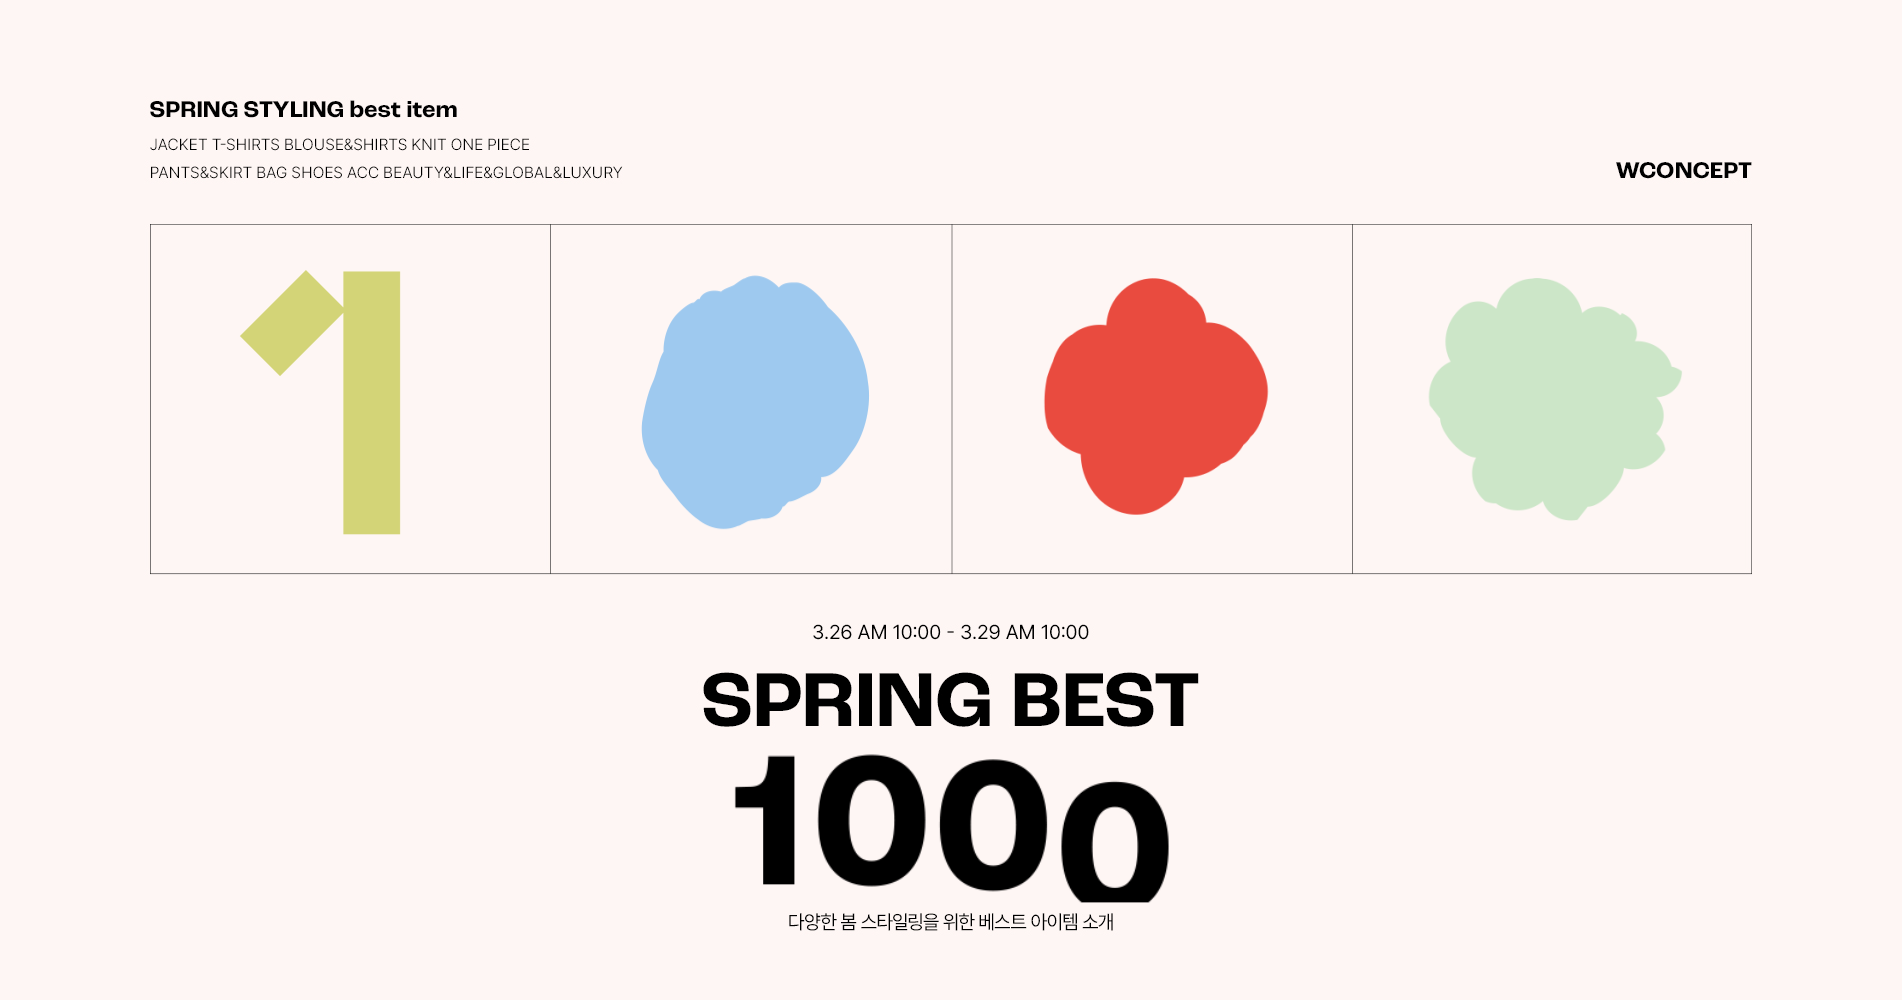 SPRING STYLING best item
JACKET T-SHIRTS BLOUSE&SHIRTS KNIT ONE PIECE
PANTS&SKIRT BAG SHOES ACC BEAUTY&LIFE&GLOBAL&LUXURY
WCONCEPT
1
3.26 AM 10:00 - 3.29 AM 10:00
SPRING BEST
1000
다양한 봄 스타일링을 위한 베스트 아이템 소개